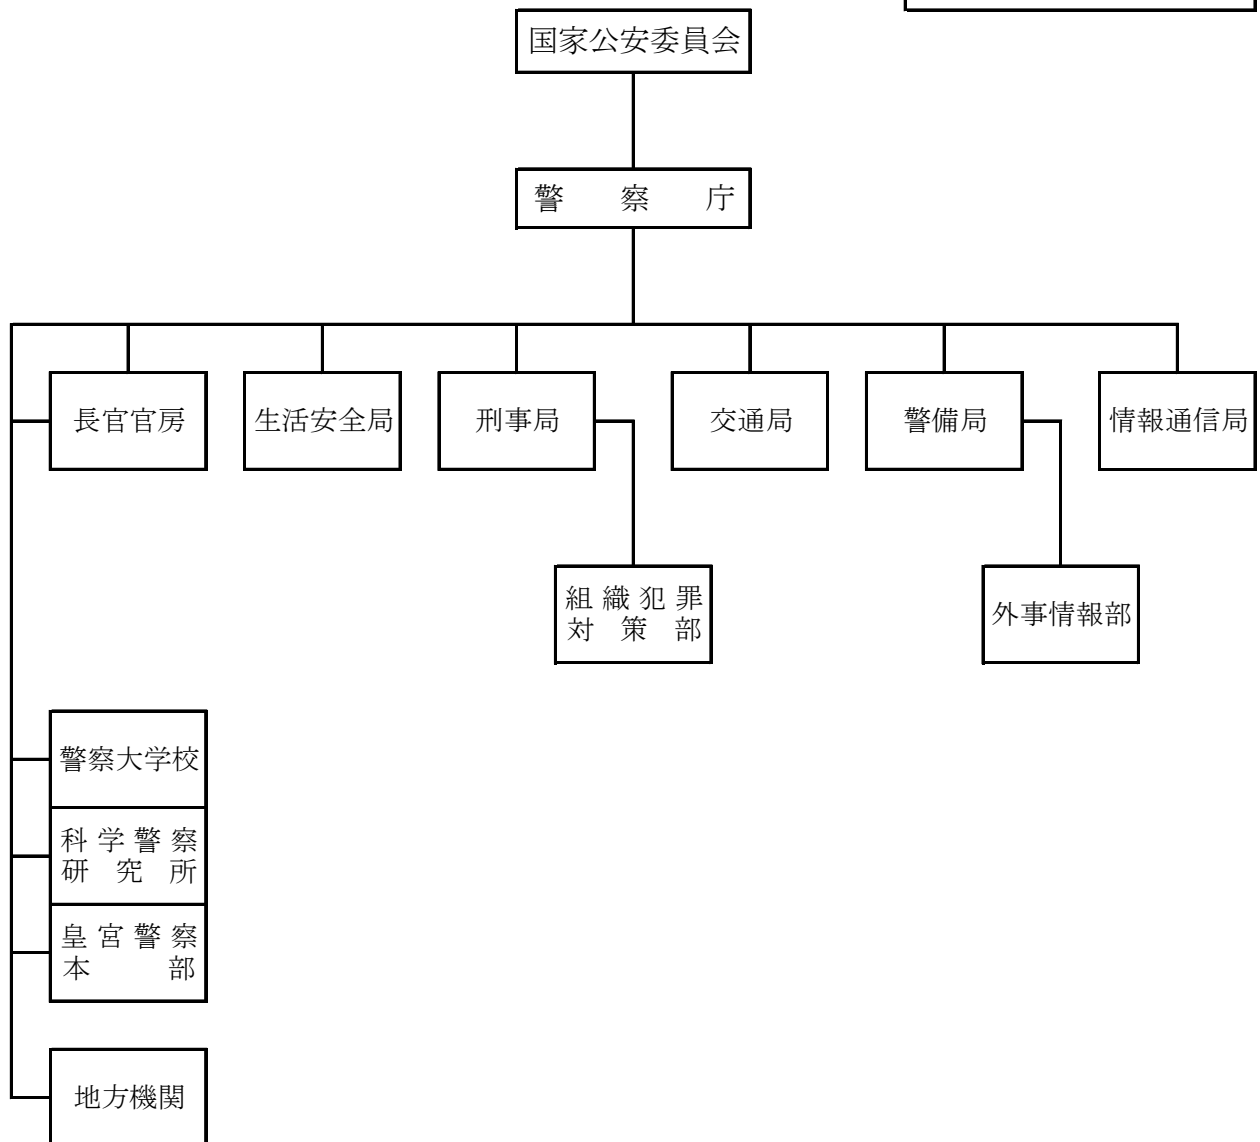 国家公安委員会
警察庁
長官官房
生活安全局
刑事局
交通局
警備局
情報通信局
組織犯罪
対策部
外事情報部
警察大学校
科学警察
研究所
皇宮警察
本部
地方機関